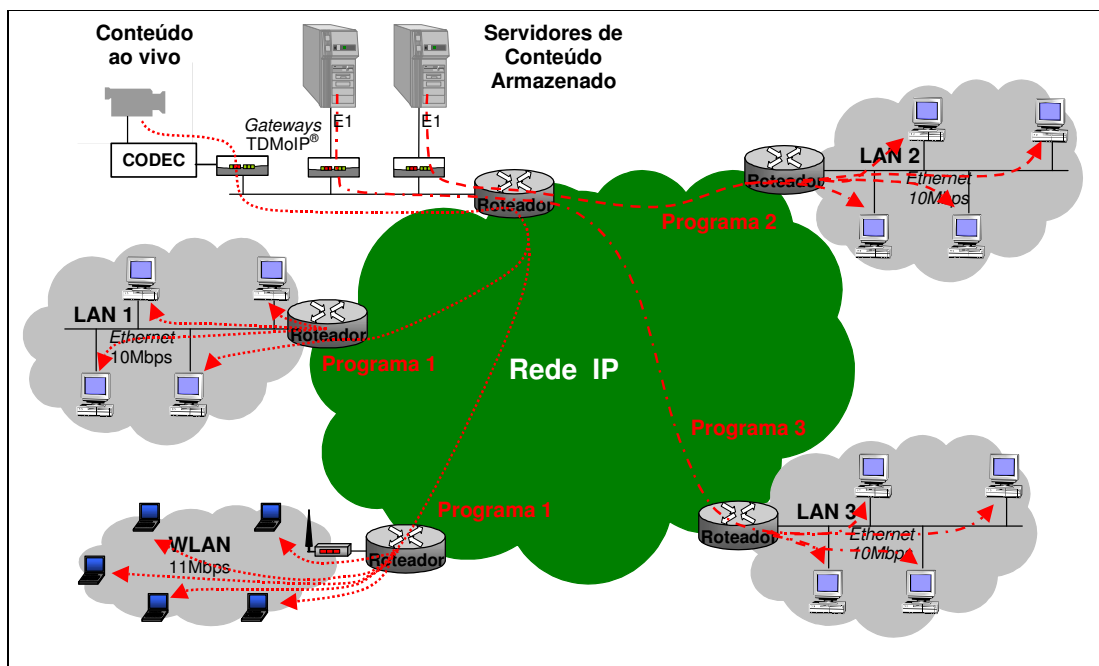 Conteúdo
ao vivo
Servidores de
Conteúdo
Armazenado
Gateways
TDMoIP®
E1
E1
CODEC
Roteador
Programa 2
Roteador
LAN 2
Ethernet
10Mbps
LAN 1
Ethernet
10Mbps
Roteador
Programa 1
Rede IP
Programa 3
Programa 1
WLAN
11Mbps
Roteador
Roteador
LAN 3
Ethernet
10Mbps